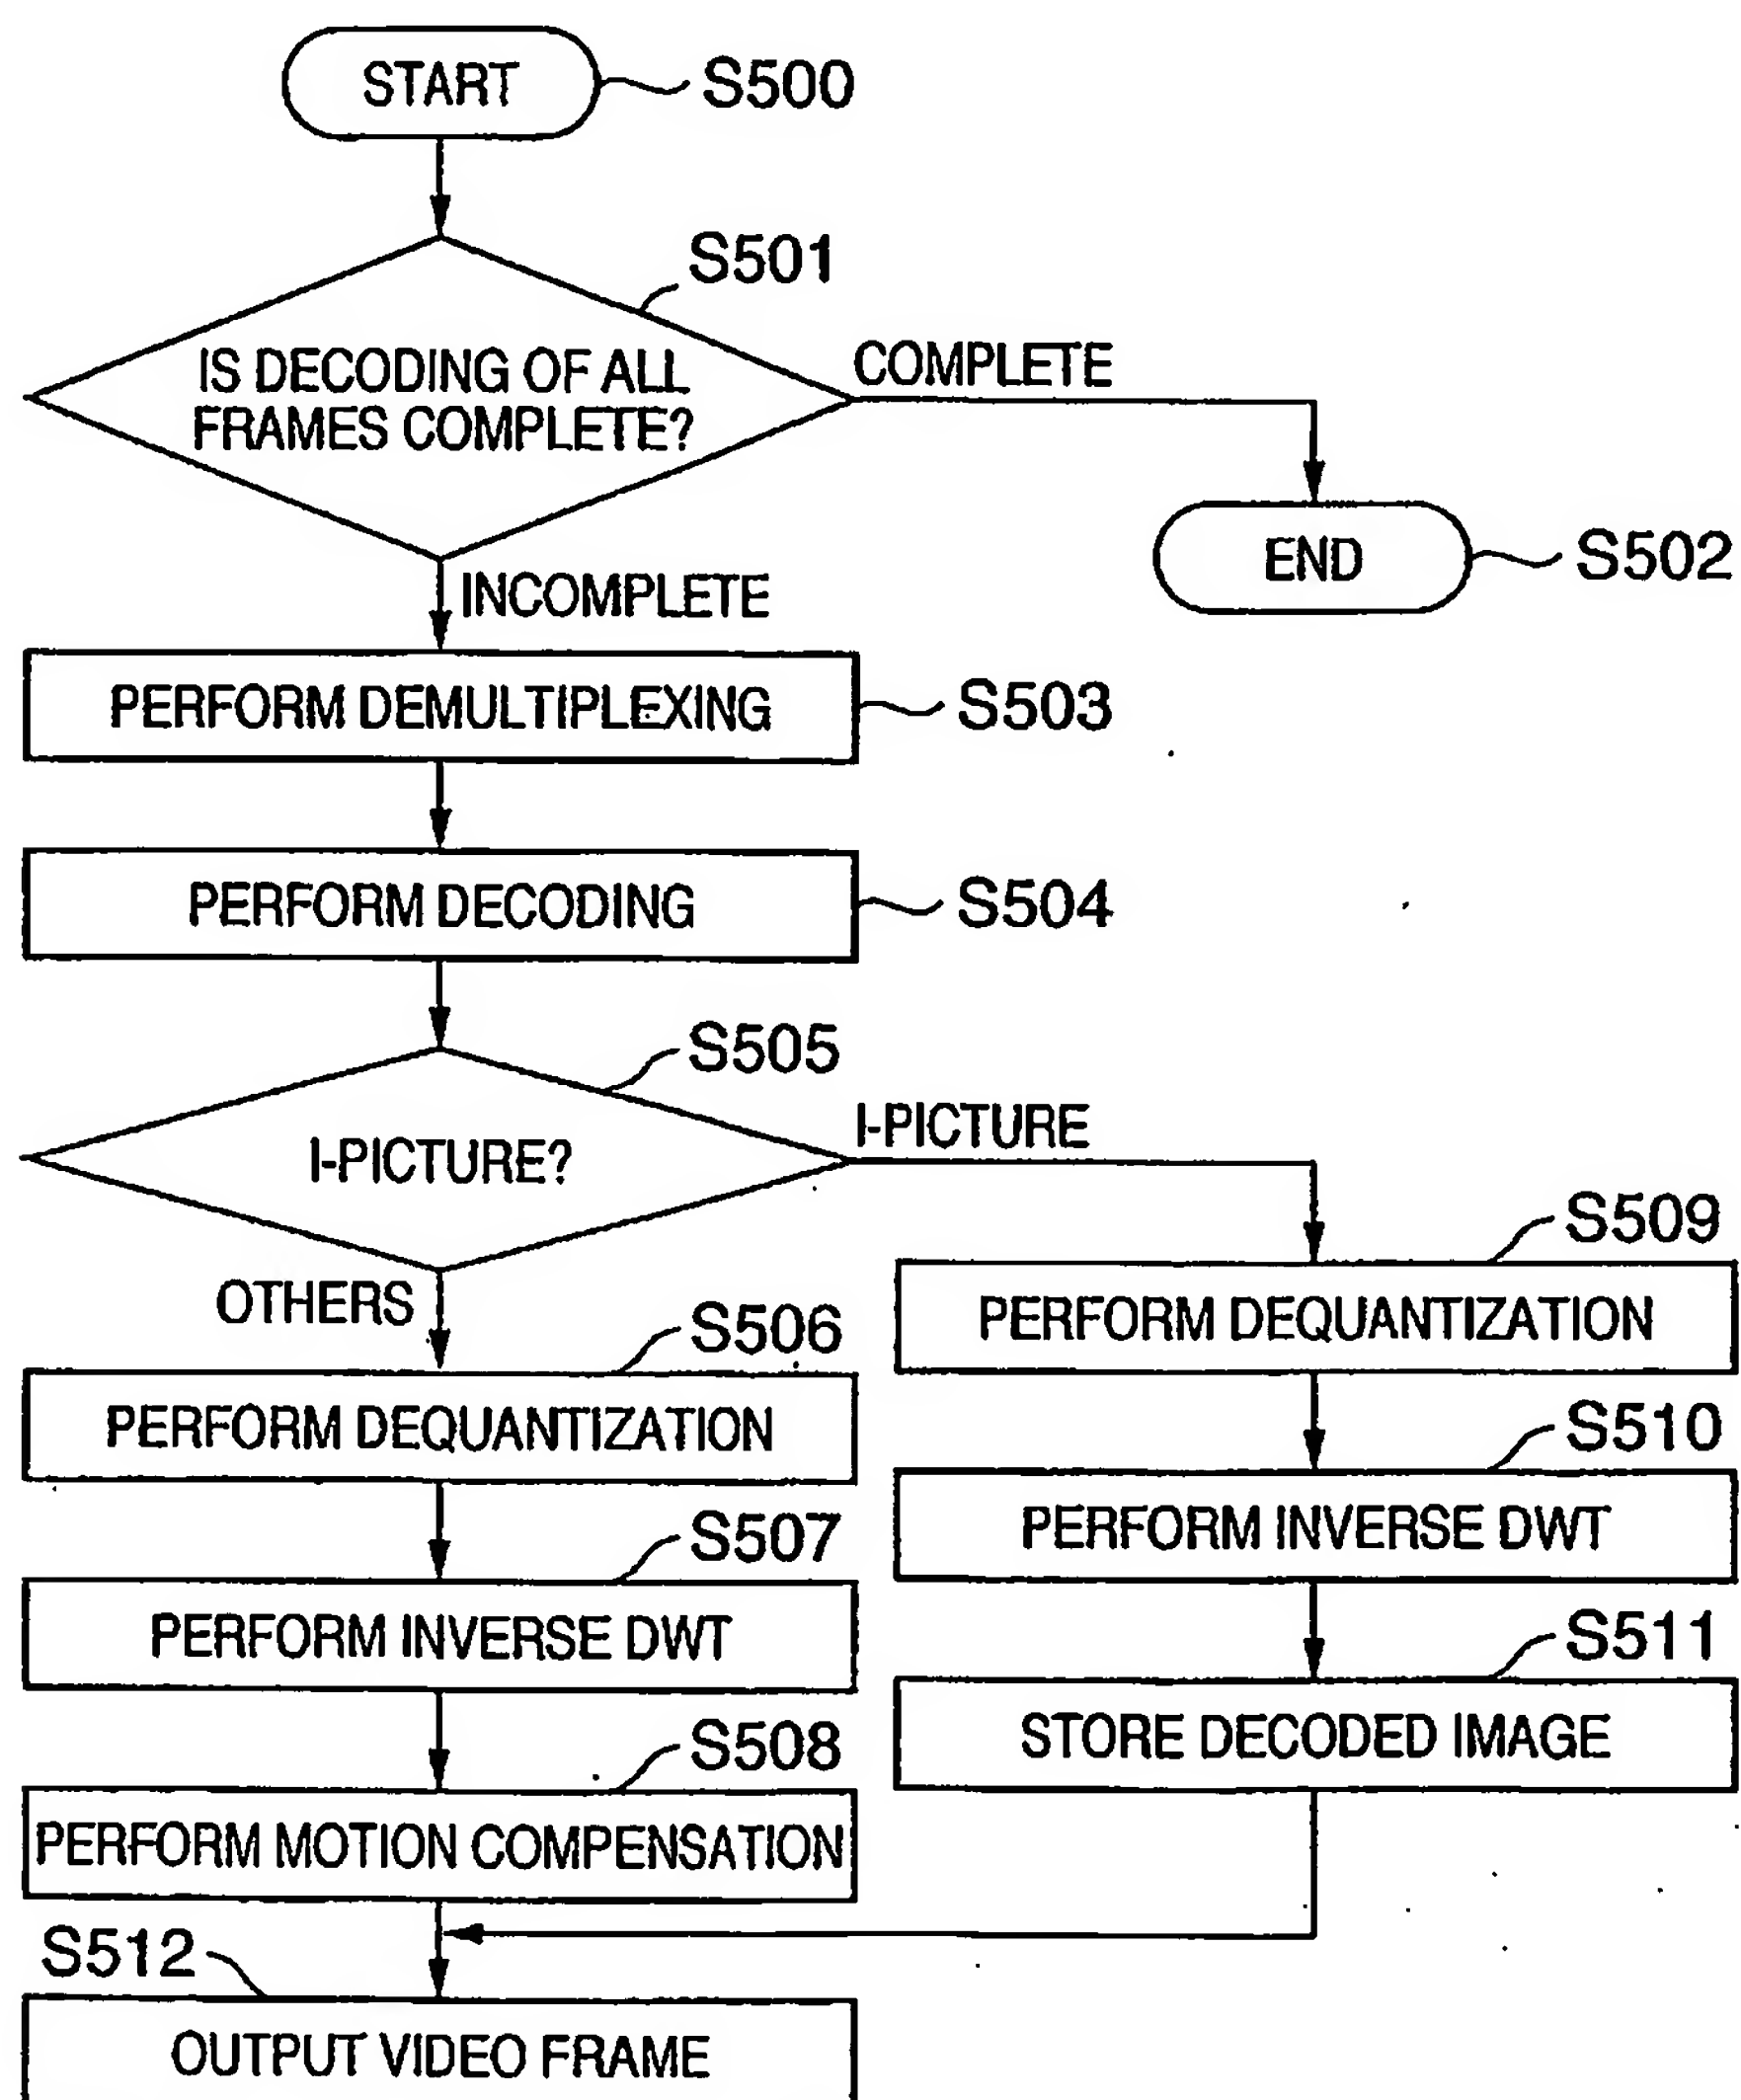 START
S500
S501
IS DECODING OF ALL
FRAMES COMPLETE?
COMPLETE
END
S502
INCOMPLETE
PERFORM DEMULTIPLEXING
S503
PERFORM DECODING
S504
S505
I-PICTURE?
I-PICTURE
OTHERS
S506
PERFORM DEQUANTIZATION
S507
PERFORM INVERSE DWT
S508
PERFORM MOTION COMPENSATION
S509
PERFORM DEQUANTIZATION
S510
PERFORM INVERSE DWT
S511
STORE DECODED IMAGE
S512
OUTPUT VIDEO FRAME